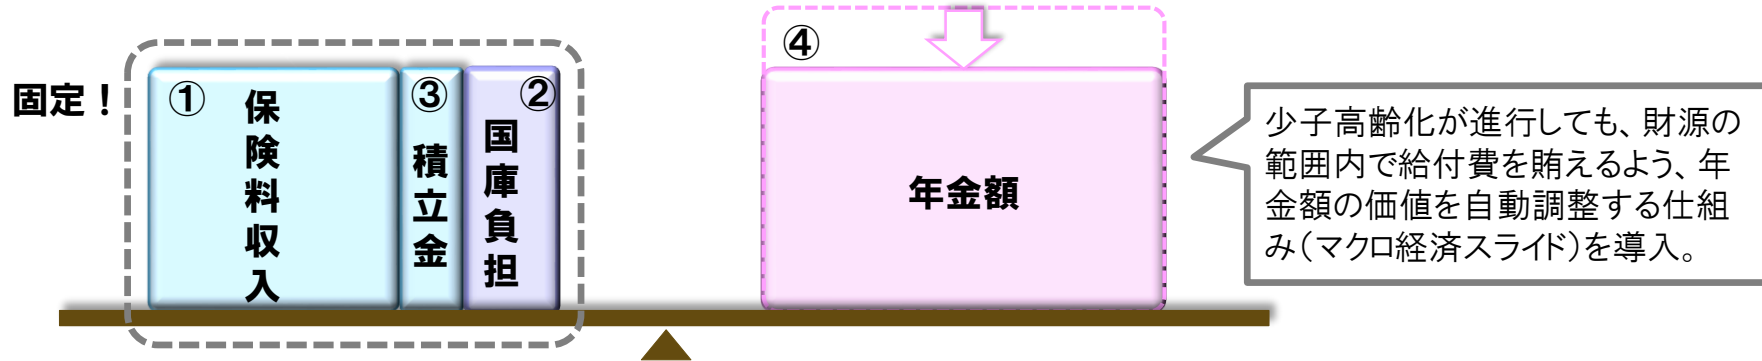 固定！
①
保険料収入
③
積立金
②
国庫負担
④
年金額
少子高齢化が進行しても、財源の
範囲内で給付費を賄えるよう、年
金額の価値を自動調整する仕組
み（マクロ経済スライド）を導入。